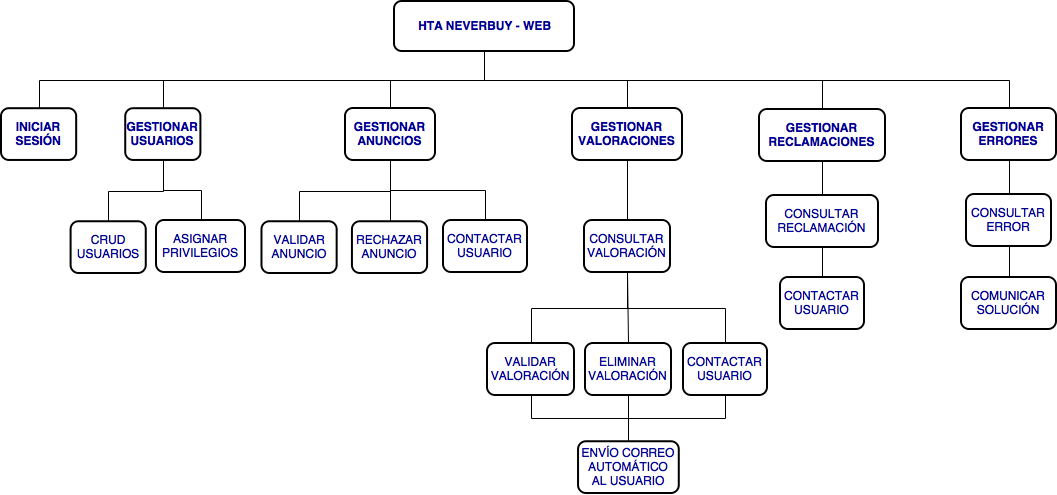 HTA NEVERBUY - WEB
INICIAR
SESIÓN
GESTIONAR
USUARIOS
GESTIONAR
ANUNCIOS
GESTIONAR
VALORACIONES
GESTIONAR
RECLAMACIONES
GESTIONAR
ERRORES
CRUD
USUARIOS
ASIGNAR
PRIVILEGIOS
VALIDAR
ANUNCIO
RECHAZAR
ANUNCIO
CONTACTAR
USUARIO
CONSULTAR
VALORACIÓN
CONSULTAR
RECLAMACIÓN
CONSULTAR
ERROR
CONTACTAR
USUARIO
COMUNICAR
SOLUCIÓN
VALIDAR
VALORACIÓN
ELIMINAR
VALORACIÓN
CONTACTAR
USUARIO
ENVÍO CORREO
AUTOMÁTICO
AL USUARIO